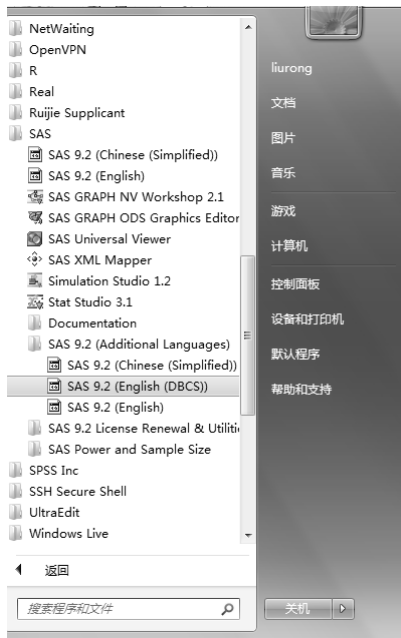 NetWaiting
OpenVPN
R
Real
Ruijie Supplicant
SAS
SAS 9.2 (Chinese (Simplified))
SAS 9.2 (English)
SAS GRAPH NV Workshop 2.1
SAS GRAPH ODS Graphics Editor
SAS Universal Viewer
SAS XML Mapper
Simulation Studio 1.2
Stat Studio 3.1
Documentation
SAS 9.2 (Additional Languages)
SAS 9.2 (Chinese (Simplified))
SAS 9.2 (English (DBCS))
SAS 9.2 (English)
SAS 9.2 License Renewal & Utiliti
SAS Power and Sample Size
SPSS Inc
SSH Secure Shell
UltraEdit
Windows Live
返回
搜索程序和文件
liurong
文档
图片
音乐
游戏
计算机
控制面板
设备和打印机
默认程序
帮助和支持
关机